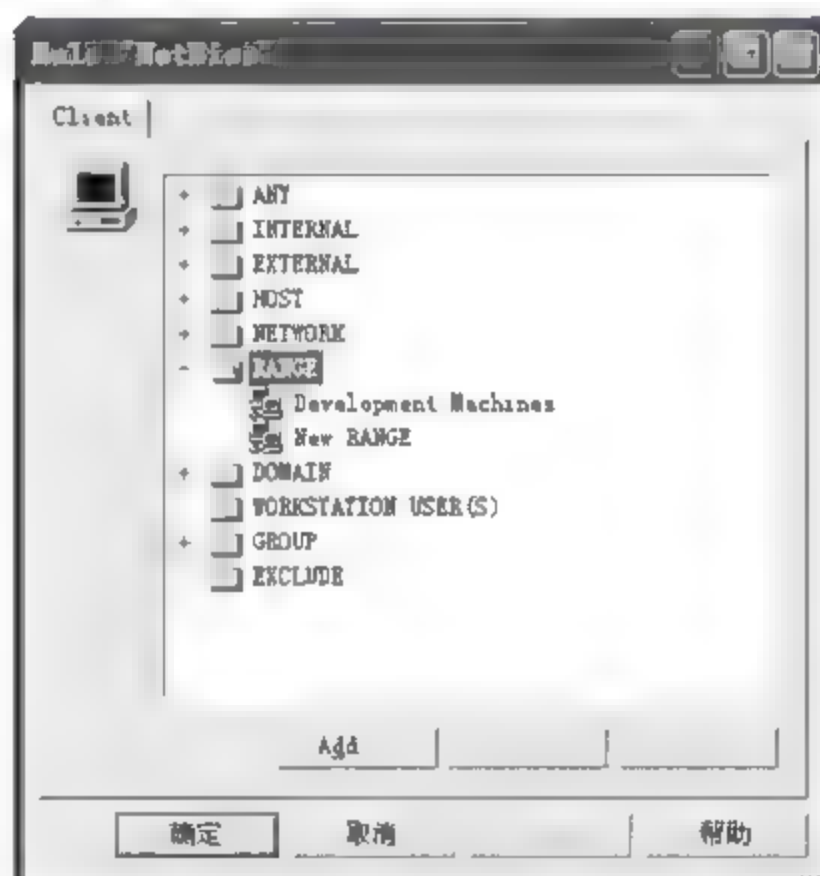 Client
ANY
INTERNAL
EXTERNAL
HOST
NETWORK
RANGE
Development Machines
New RANGE
DOMAIN
WORKSTATION USER(S)
GROUP
EXCLUDE
Add
确定
取消
帮助